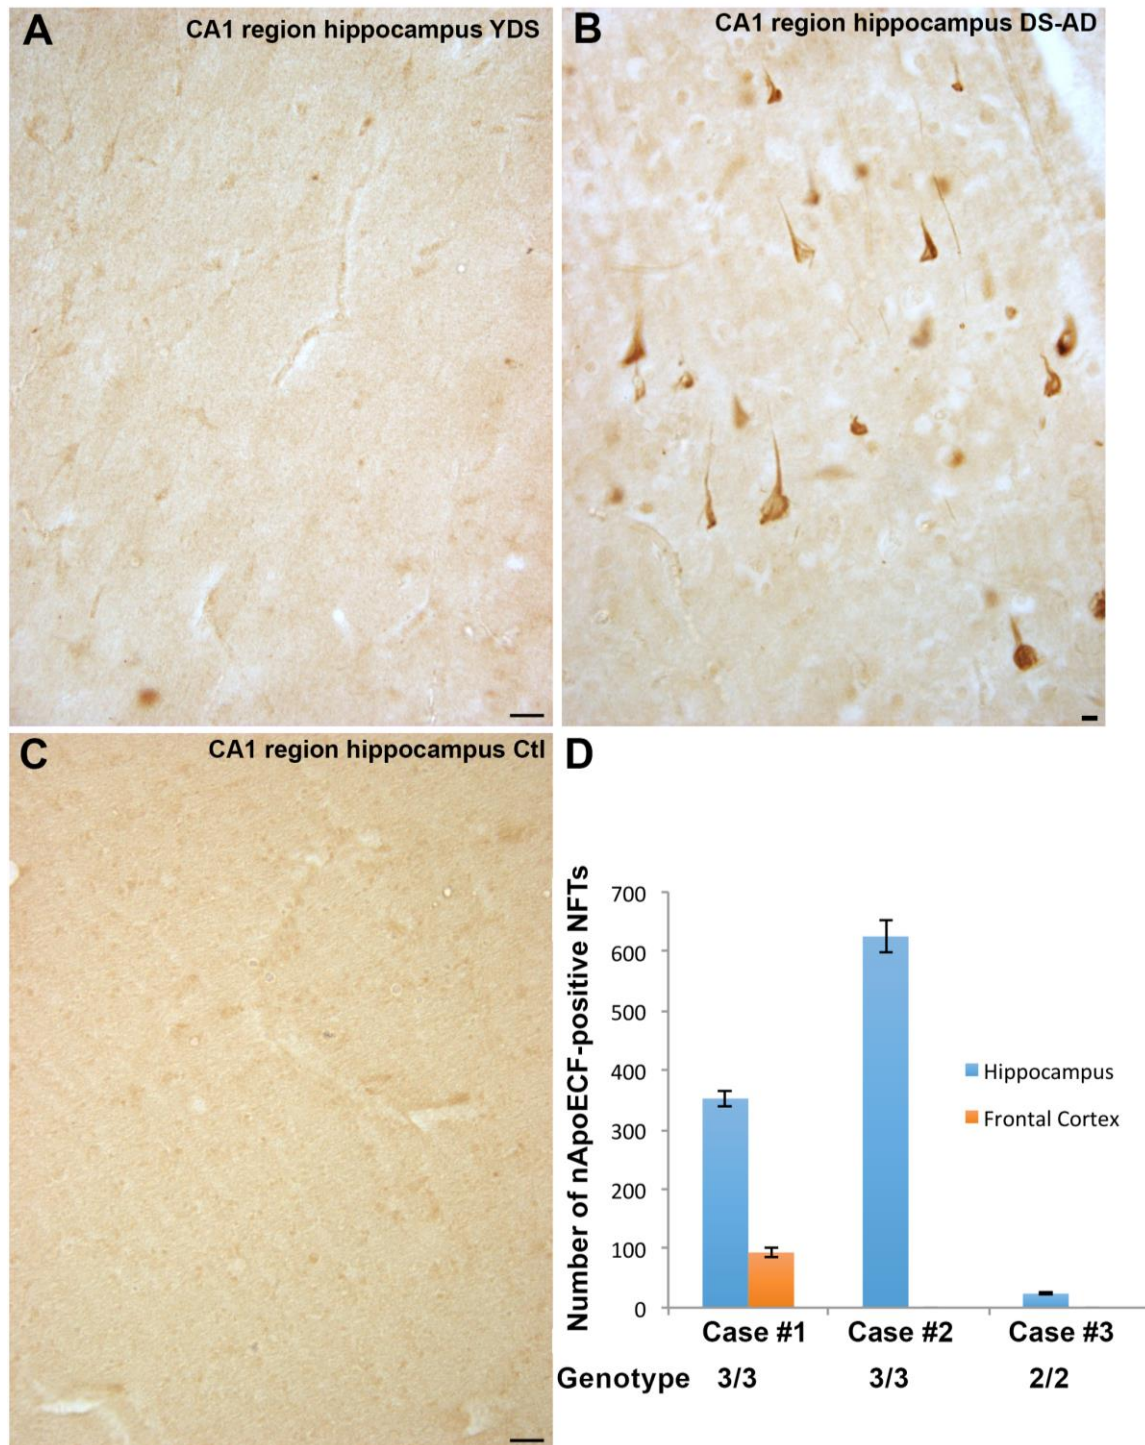 A
CA1 region hippocampus YDS
B
CA1 region hippocampus DS-AD
C
CA1 region hippocampus Ctl
D
Number of nApoECF-positive NFTs
700
600
500
400
300
200
100
0
Hippocampus
Frontal Cortex
Case #1 Case #2 Case #3
Genotype 3/3 3/3 2/2